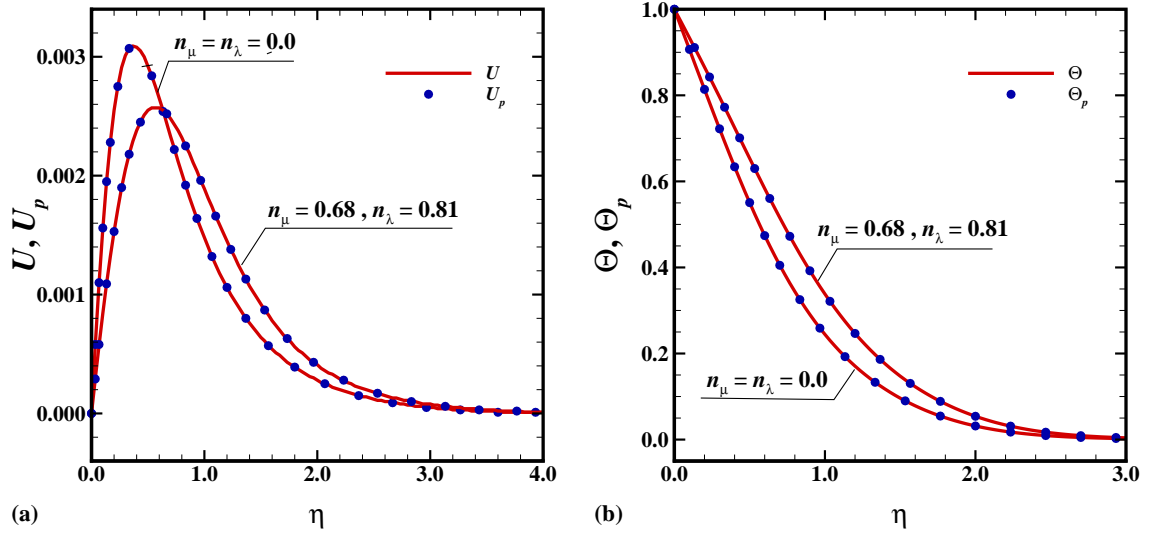 0.003
0.002
0.001
0.000
U, U_p
n_μ = n_λ = 0.0
U
U_p
n_μ = 0.68 , n_λ = 0.81
0.0 1.0 2.0 3.0 4.0
(a)
η
1.0
0.8
0.6
0.4
0.2
0.0
Θ, Θ_p
Θ
Θ_p
n_μ = 0.68 , n_λ = 0.81
n_μ = n_λ = 0.0
0.0 1.0 2.0 3.0
(b)
η